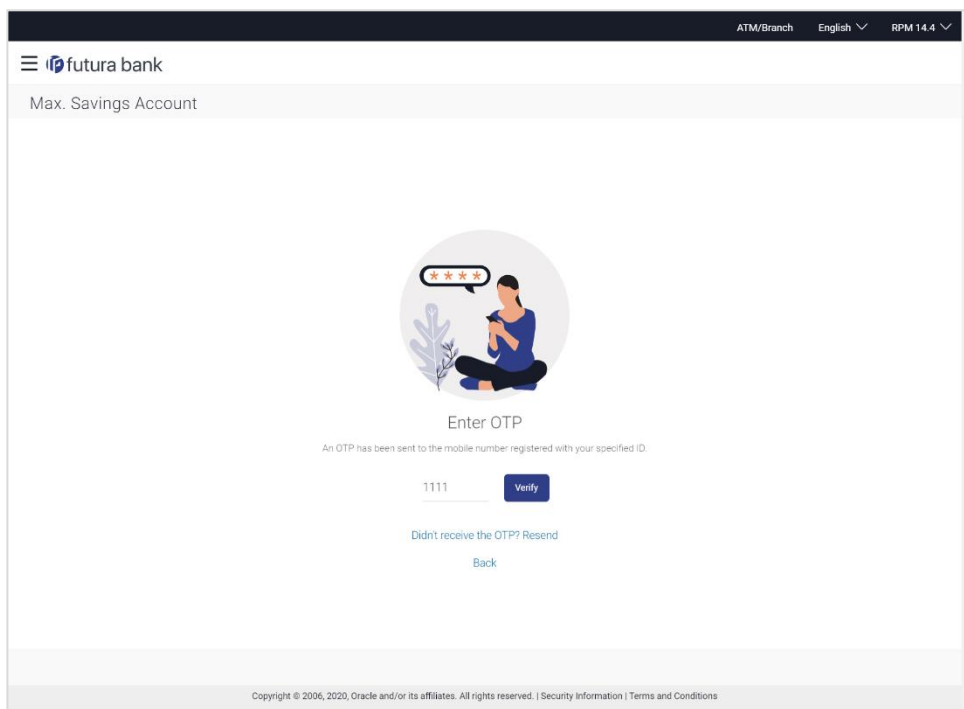 ATM/Branch English RPM 14.4
futura bank
Max. Savings Account
****
Enter OTP
An OTP has been sent to the mobile number registered with your specified ID.
1111 Verify
Didn't receive the OTP? Resend
Back
Copyright © 2006, 2020, Oracle and/or its affiliates. All rights reserved. | Security Information | Terms and Conditions